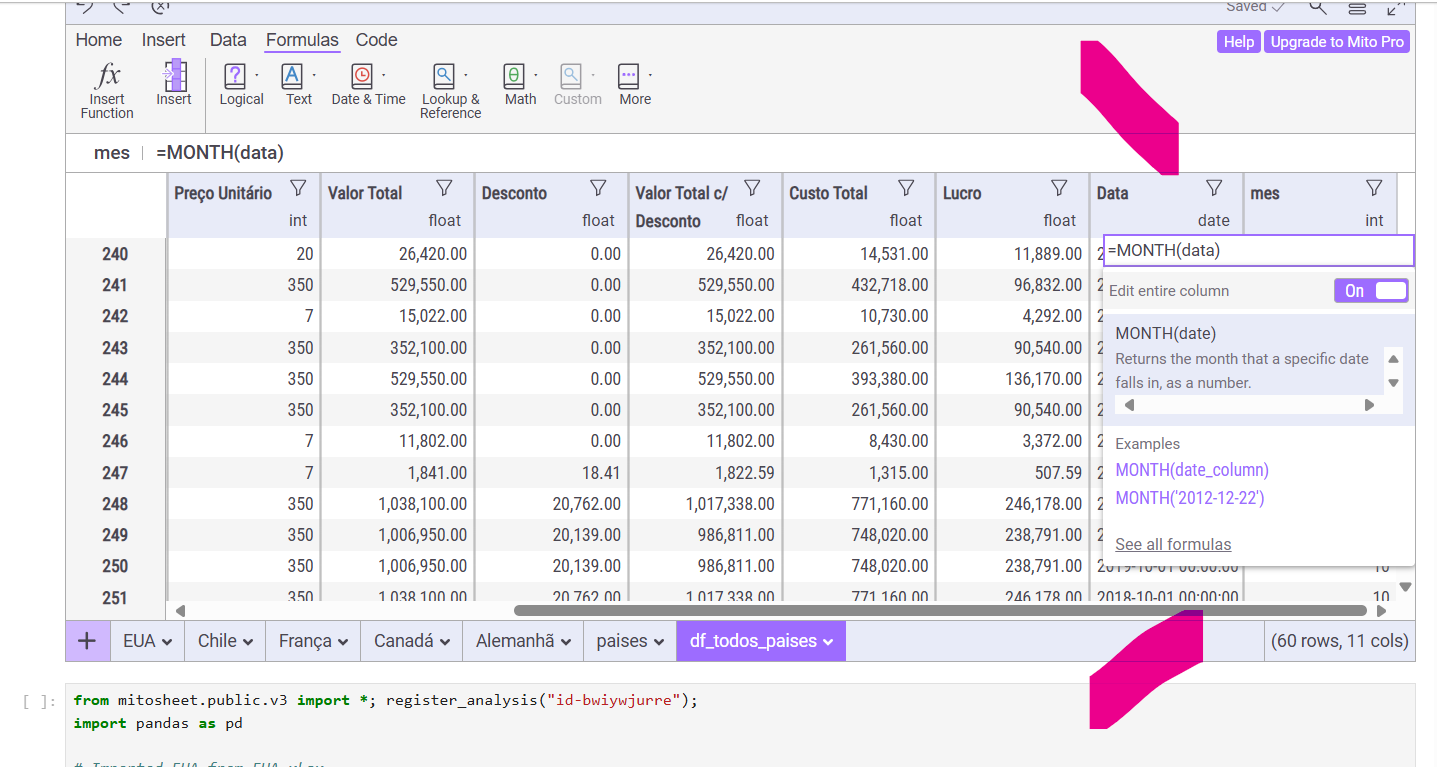 Saved
Home Insert Data Formulas Code
Help Upgrade to Mito Pro
fx
Insert Function Insert Logical Text Date & Time Lookup & Reference Math Custom More
mes =MONTH(data)
Preço Unitário Valor Total Desconto Valor Total c/ Desconto Custo Total Lucro Data mes
int float float float float float date int
240 20 26,420.00 0.00 26,420.00 14,531.00 11,889.00 2
=MONTH(data)
241 350 529,550.00 0.00 529,550.00 432,718.00 96,832.00 2
Edit entire column On
242 7 15,022.00 0.00 15,022.00 10,730.00 4,292.00 2
243 350 352,100.00 0.00 352,100.00 261,560.00 90,540.00 2
MONTH(date)
Returns the month that a specific date
falls in, as a number.
244 350 529,550.00 0.00 529,550.00 393,380.00 136,170.00 2
245 350 352,100.00 0.00 352,100.00 261,560.00 90,540.00 2
246 7 11,802.00 0.00 11,802.00 8,430.00 3,372.00 2
Examples
247 7 1,841.00 18.41 1,822.59 1,315.00 507.59 2
MONTH(date_column)
248 350 1,038,100.00 20,762.00 1,017,338.00 771,160.00 246,178.00 2
MONTH('2012-12-22')
249 350 1,006,950.00 20,139.00 986,811.00 748,020.00 238,791.00 2
See all formulas
250 350 1,006,950.00 20,139.00 986,811.00 748,020.00 238,791.00 2019-10-01 00:00:00 10
251 350 1,038,100.00 20,762.00 1,017,338.00 771,160.00 246,178.00 2018-10-01 00:00:00 10
+ EUA Chile França Canadá Alemanhã paises df_todos_paises (60 rows, 11 cols)
[ ]: from mitosheet.public.v3 import *; register_analysis("id-bwiywjurre");
import pandas as pd
# Imported EUA from EUA.xlsx